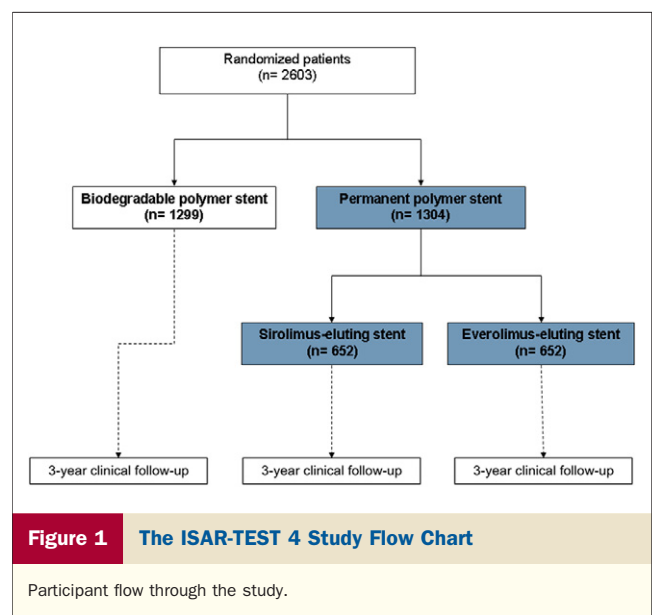 Randomized patients
(n= 2603)
Biodegradable polymer stent
(n= 1299)
Permanent polymer stent
(n= 1304)
Sirolimus-eluting stent
(n= 652)
Everolimus-eluting stent
(n= 652)
3-year clinical follow-up
3-year clinical follow-up
3-year clinical follow-up
Figure 1 The ISAR-TEST 4 Study Flow Chart
Participant flow through the study.